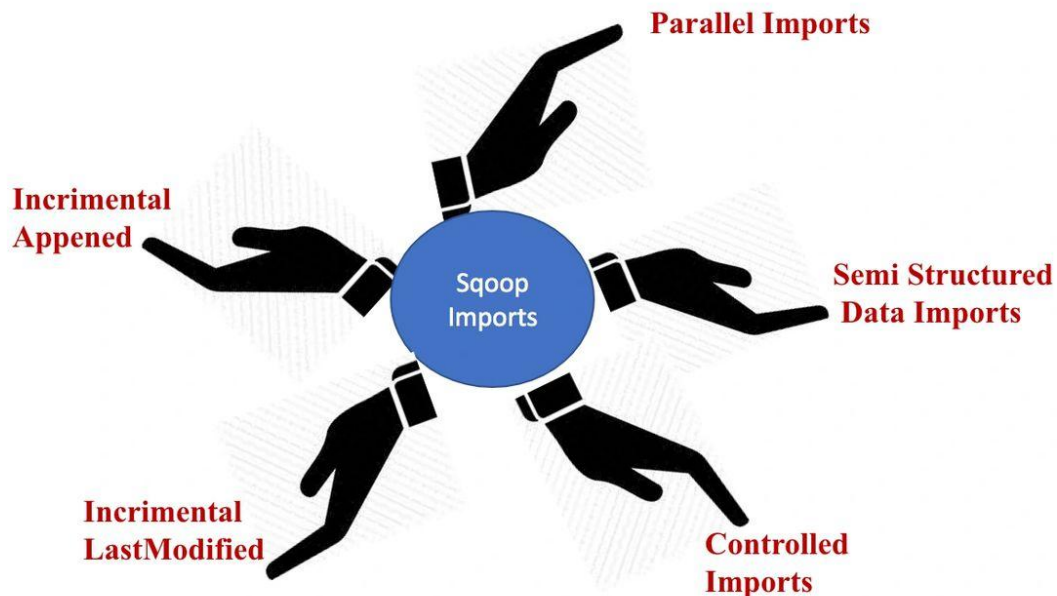 Parallel Imports
Incrimental
Appened
Sqoop
Imports
Semi Structured
Data Imports
Incrimental
LastModified
Controlled
Imports